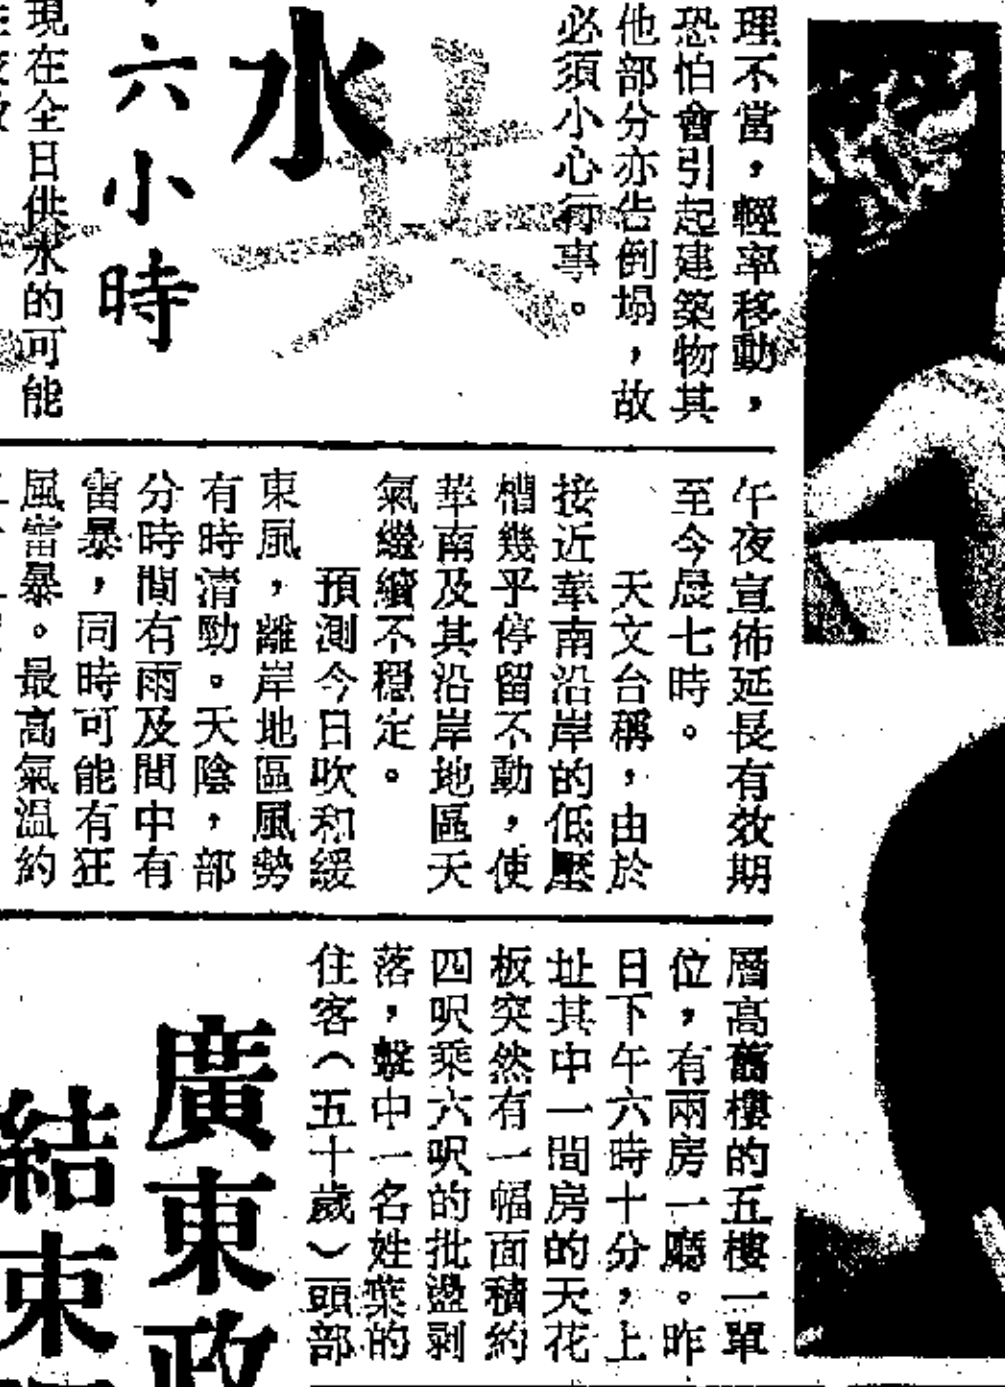 理不當，輕率移動，
恐怕會引起建築物其
他部分亦告倒塌，故
必須小心行事。
水
六小時
現在全日供水的可能
午夜宣佈延長有效期
至今晨七時。
天文台稱，由於
接近華南沿岸的低壓
槽幾乎停留不動，使
華南及其沿岸地區天
氣繼續不穩定。
預測今日吹和緩
東風，離岸地區風勢
有時清勁。天陰，部
分時間有雨及間中有
雷暴，同時可能有狂
風雷暴。最高氣溫約
層高舊樓的五樓一單
位，有兩房一廳。昨
日下午六時十分，上
址其中一間房的天花
板突然有一幅面積約
四呎乘六呎的批盪剥
落，擊中一名姓葉的
住客（五十歲）頭部
廣東政
結束